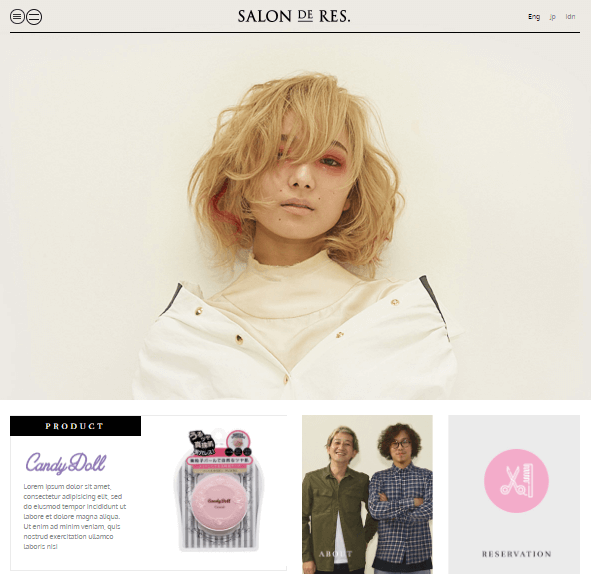 SALON DE RES.
Eng jp idn
PRODUCT
CandyDoll
Lorem ipsum dolor sit amet,
consectetur adipisicing elit, sed
do eiusmod tempor incididunt ut
labore et dolore magna aliqua.
Ut enim ad minim veniam, quis
nostrud exercitation ullamco
laboris nisi
CandyDoll
ABOUT
RESERVATION